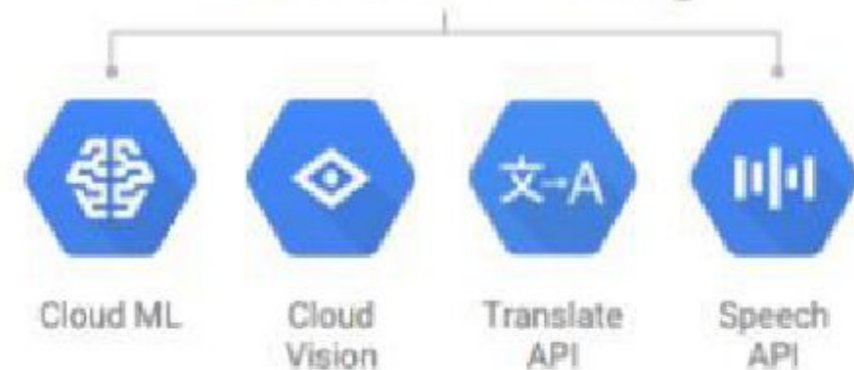 文→A
Cloud ML
Cloud
Vision
Translate
API
Speech
API